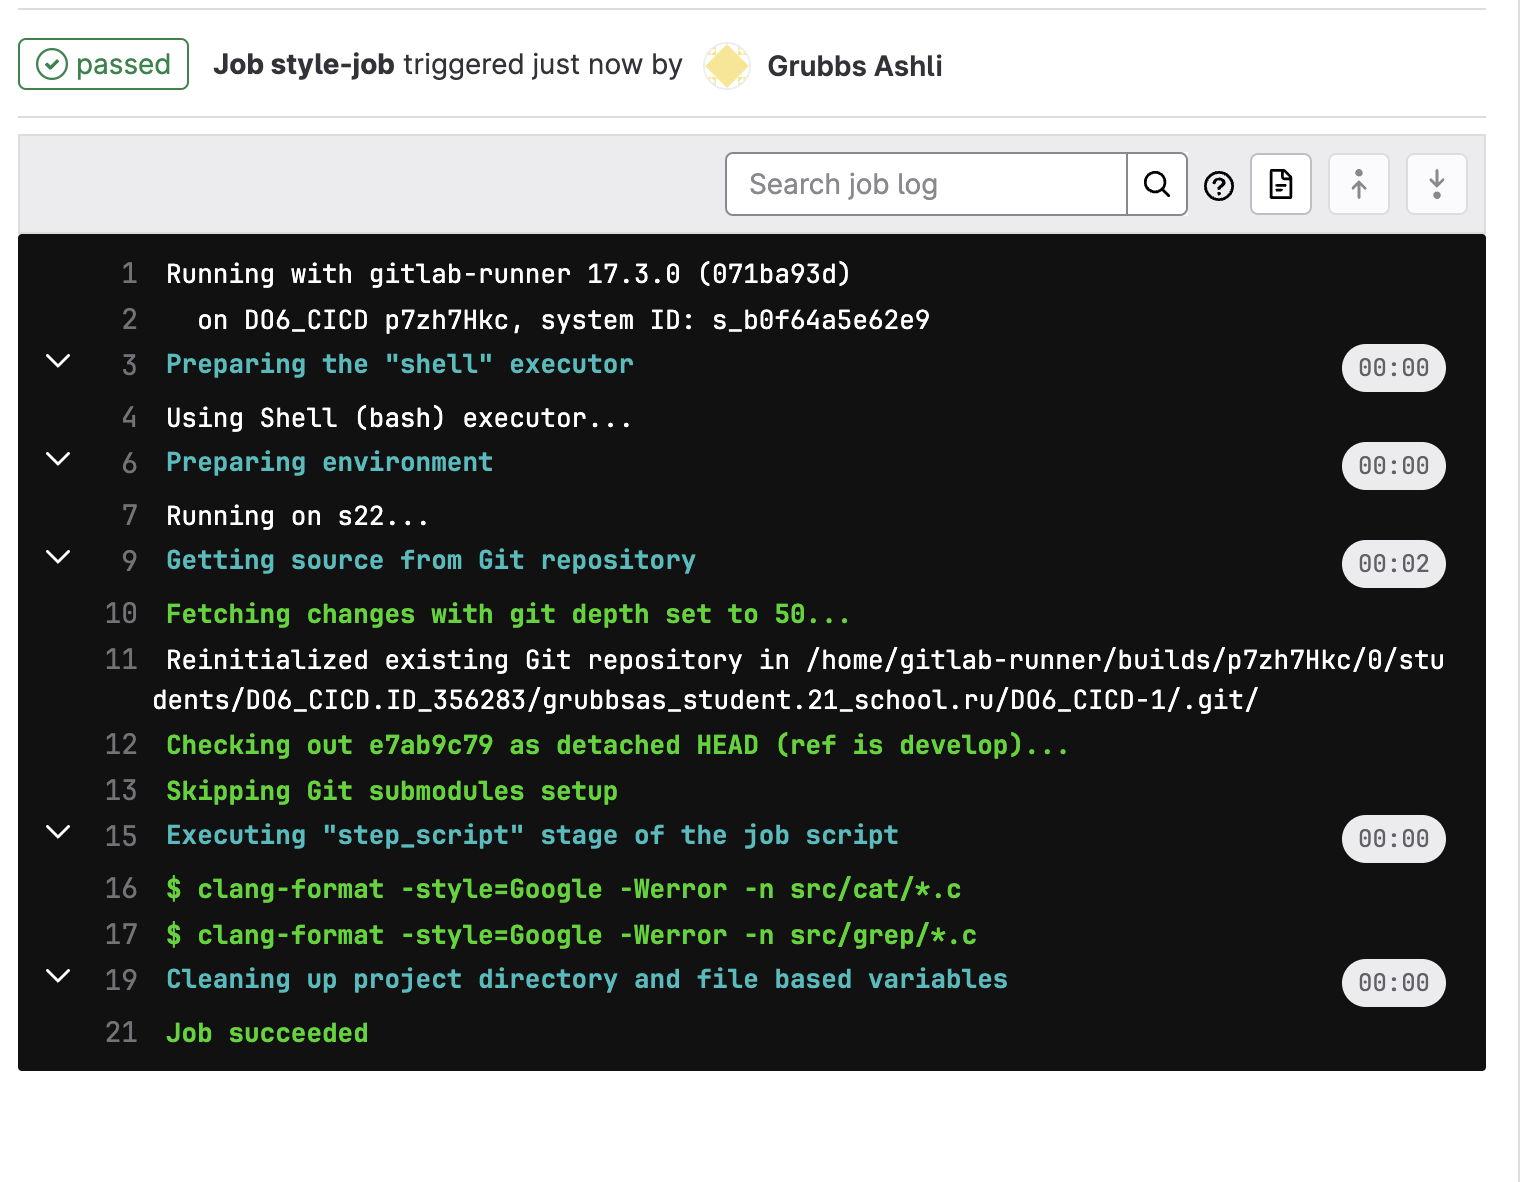 passed Job style-job triggered just now by Grubbs Ashli
Search job log
1 Running with gitlab-runner 17.3.0 (071ba93d)
2 on DO6_CICD p7zh7Hkc, system ID: s_b0f64a5e62e9
3 Preparing the "shell" executor 00:00
4 Using Shell (bash) executor...
6 Preparing environment 00:00
7 Running on s22...
9 Getting source from Git repository 00:02
10 Fetching changes with git depth set to 50...
11 Reinitialized existing Git repository in /home/gitlab-runner/builds/p7zh7Hkc/0/stu
dents/DO6_CICD.ID_356283/grubbsas_student.21_school.ru/DO6_CICD-1/.git/
12 Checking out e7ab9c79 as detached HEAD (ref is develop)...
13 Skipping Git submodules setup
15 Executing "step_script" stage of the job script 00:00
16 $ clang-format -style=Google -Werror -n src/cat/*.c
17 $ clang-format -style=Google -Werror -n src/grep/*.c
19 Cleaning up project directory and file based variables 00:00
21 Job succeeded